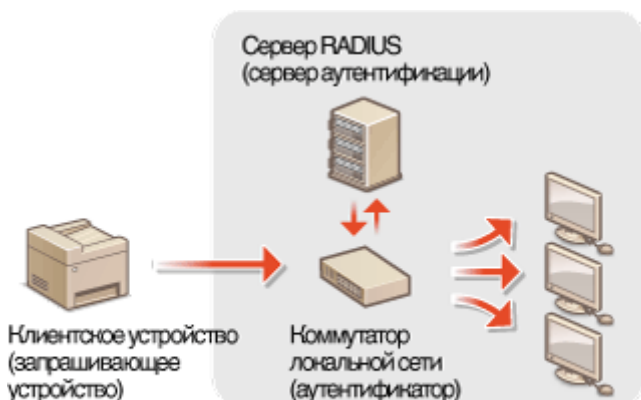 Сервер RADIUS
(сервер аутентификации)
Клиентское устройство
(запрашивающее
устройство)
Коммутатор
локальной сети
(аутентификатор)